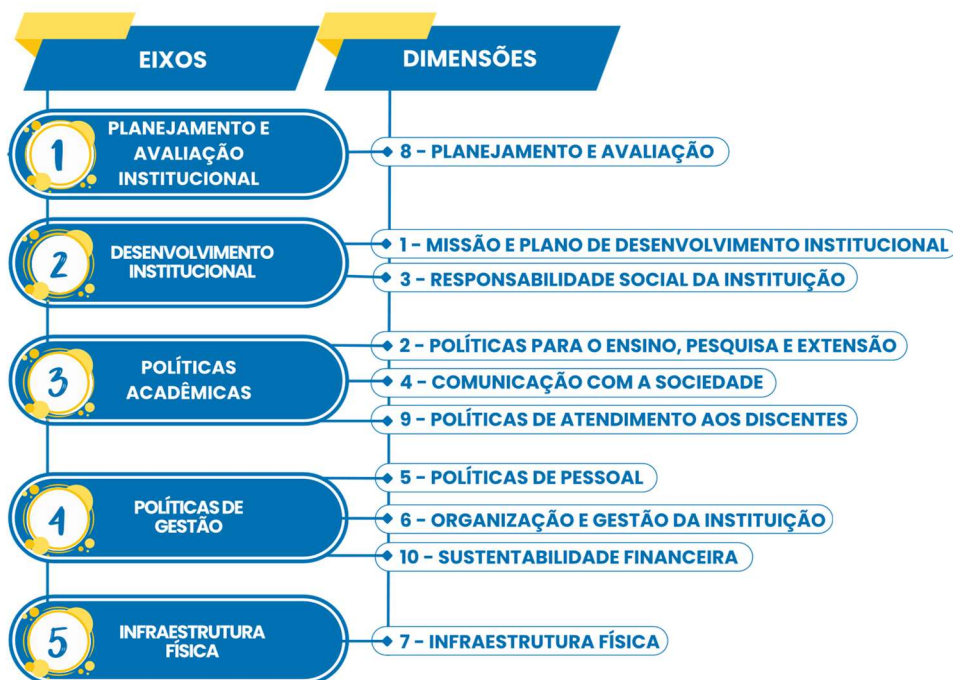 EIXOS
DIMENSÕES
1
PLANEJAMENTO E
AVALIAÇÃO
INSTITUCIONAL
8 - PLANEJAMENTO E AVALIAÇÃO
2
DESENVOLVIMENTO
INSTITUCIONAL
1 - MISSÃO E PLANO DE DESENVOLVIMENTO INSTITUCIONAL
3 - RESPONSABILIDADE SOCIAL DA INSTITUIÇÃO
3
POLÍTICAS
ACADÊMICAS
2 - POLÍTICAS PARA O ENSINO, PESQUISA E EXTENSÃO
4 - COMUNICAÇÃO COM A SOCIEDADE
9 - POLÍTICAS DE ATENDIMENTO AOS DISCENTES
4
POLÍTICAS DE
GESTÃO
5 - POLÍTICAS DE PESSOAL
6 - ORGANIZAÇÃO E GESTÃO DA INSTITUIÇÃO
10 - SUSTENTABILIDADE FINANCEIRA
5
INFRAESTRUTURA
FÍSICA
7 - INFRAESTRUTURA FÍSICA